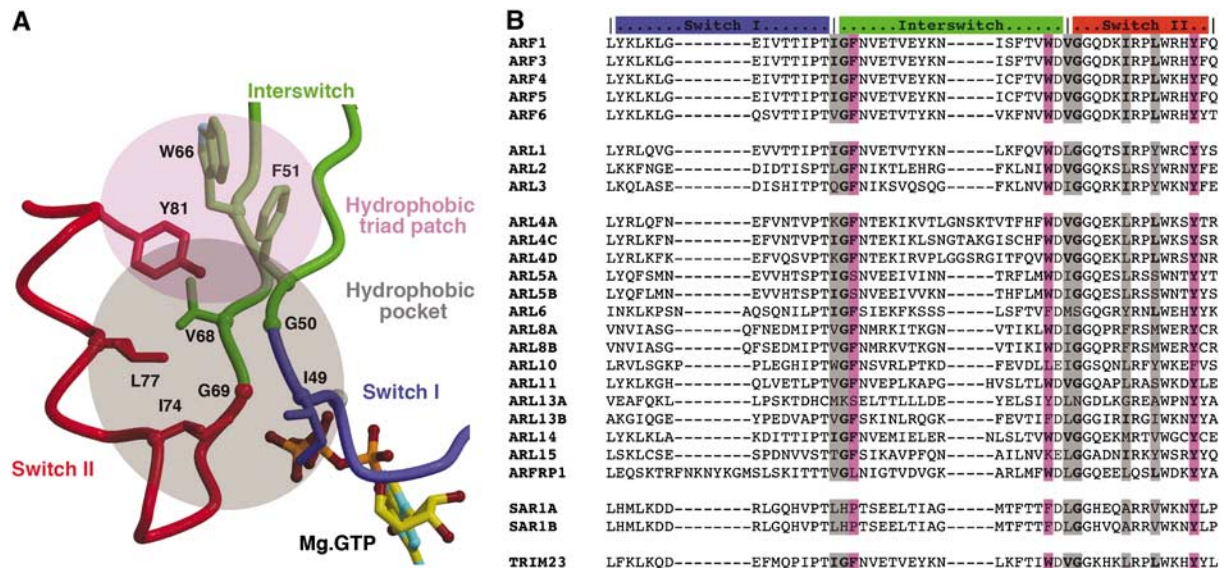 A
Interswitch
W66
F51
Y81
Hydrophobic
triad patch
Hydrophobic
pocket
V68
G50
L77
G69
I49
I74
Switch I
Switch II
Mg.GTP
B
|.......Switch I.......|.......Interswitch......|...Switch II...|
ARF1 LYKLKLG--------EIVTTIPTIGFNVETVEYKN-----ISFTVWDVGGQDKIRPLWRHYFQ
ARF3 LYKLKLG--------EIVTTIPTIGFNVETVEYKN-----ISFTVWDVGGQDKIRPLWRHYFQ
ARF4 LYKLKLG--------EIVTTIPTIGFNVETVEYKN-----ICFTVWDVGGQDRIRPLWKHYFQ
ARF5 LYKLKLG--------EIVTTIPTIGFNVETVEYKN-----ICFTVWDVGGQDKIRPLWRHYFQ
ARF6 LYKLKLG--------QSVTTIPTVGFNVETVTYKN-----VKFNVWDVGGQDKIRPLWRHYYT
ARL1 LYRLQVG--------EVVTTIPTIGFNVETVTYKN-----LKFQVWDLGGQTSIRPYWRCYYS
ARL2 LKKFNGE--------DIDTISPTLGFNIKTLEHRG-----FKLNIWDVGGQKSLRSYWRNYFE
ARL3 LKQLASE--------DISHITPTQGFNIKSVQSQG-----FKLNVWDIGGQRKIRPYWKNYFE
ARL4A LYRLQFN--------EFVNTVPTKGFNTEKIKVTLGNSKTVTFHFWDVGGQEKLRPLWKSYTR
ARL4C LYRLKFN--------EFVNTVPTIGFNTEKIKLSNGTAKGISCHFWDVGGQEKLRPLWKSYSR
ARL4D LYRLKFK--------EFVQSVPTKGFNTEKIRVPLGGSRGITFQVWDVGGQEKLRPLWRSYNR
ARL5A LYQFSMN--------EVVHTSPTIGSNVEEIVINN-----TRFLMWDIGGQESLRSSWNTYYT
ARL5B LYQFLMN--------EVVHTSPTIGSNVEEIVVKN-----THFLMWDIGGQESLRSSWNTYYS
ARL6 INKLKPSN------AQSQNILPTIGFSIEKFKSSS-----LSFTVFDMSGQGRYRNLWEHYYK
ARL8A VNVIASG-------QFNEDMIPTVGFNMRKITKGN-----VTIKLWDIGGQPRFRSMWERYCR
ARL8B VNVIASG-------QFSEDMIPTVGFNMRKVTKGN-----VTIKIWDIGGQPRFRSMWERYCR
ARL10 LRVLSGKP-------PLEGHIPTWGFNSVRLPTKD-----FEVDLLEIGGSQNLRFYWKEFVS
ARL11 LYKLKGH--------QLVETLPTVGFNVEPLKAPG----HVSLTLWDVGGQAPLRASWKDYLE
ARL13A VEAFQKL--------LPSKTDHCMKSELTTLLLDE-----YELSIYDLNGDLKGREAWPNYYA
ARL13B AKGIQGE--------YPEDVAPTVGFSKINLRQGK-----FEVTIFDLGGGIRIRGIWKNYYA
ARL14 LYKLKLA--------KDITTIPTIGFNVEMIELER----NLSLTVWDVGGQEKMRTVWGCYCE
ARL15 LSKLCSE--------SPDNVVSTTGFSIKAVPFQN-----AILNVKELGGADNIRKYWSRYYQ
ARFRP1 LEQSKTRFNKNYKGMSLSKITTTVGLNIGTVDVGK-----ARLMFWDLGGQEELQSLWDKYYA
SAR1A LHMLKDD--------RLGQHVPTLHPTSEELTIAG-----MTFTTFDLGGHEQARRVWKNYLP
SAR1B LHMLKDD--------RLGQHVPTLHPTSEELTIAG-----MTFTTFDLGGHVQARRVWKNYLP
TRIM23 LFKLKQD--------EFMQPIPTIGFNVETVEYKN-----LKFTIWDVGGKHKLRPLWKHYYL